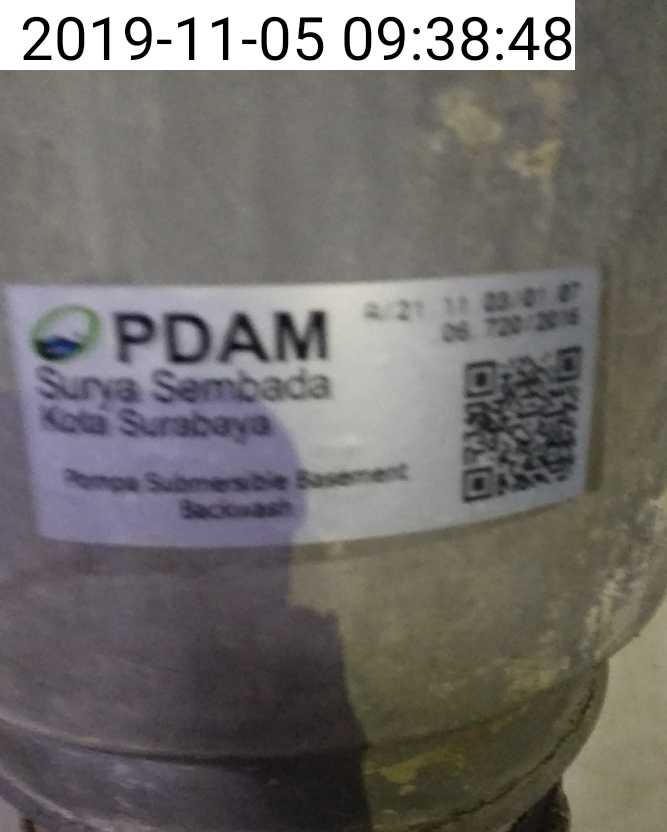 2019-11-05 09:38:48
PDAM
Surya Sembada
Kota Surabaya
Pompa Submersible Basement
Backwash